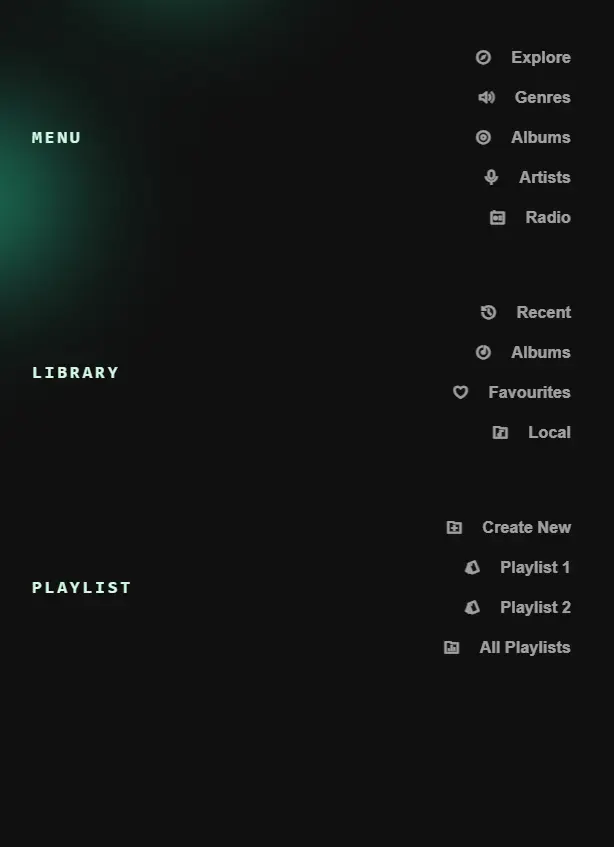 MENU
Explore
Genres
Albums
Artists
Radio
LIBRARY
Recent
Albums
Favourites
Local
PLAYLIST
Create New
Playlist 1
Playlist 2
All Playlists